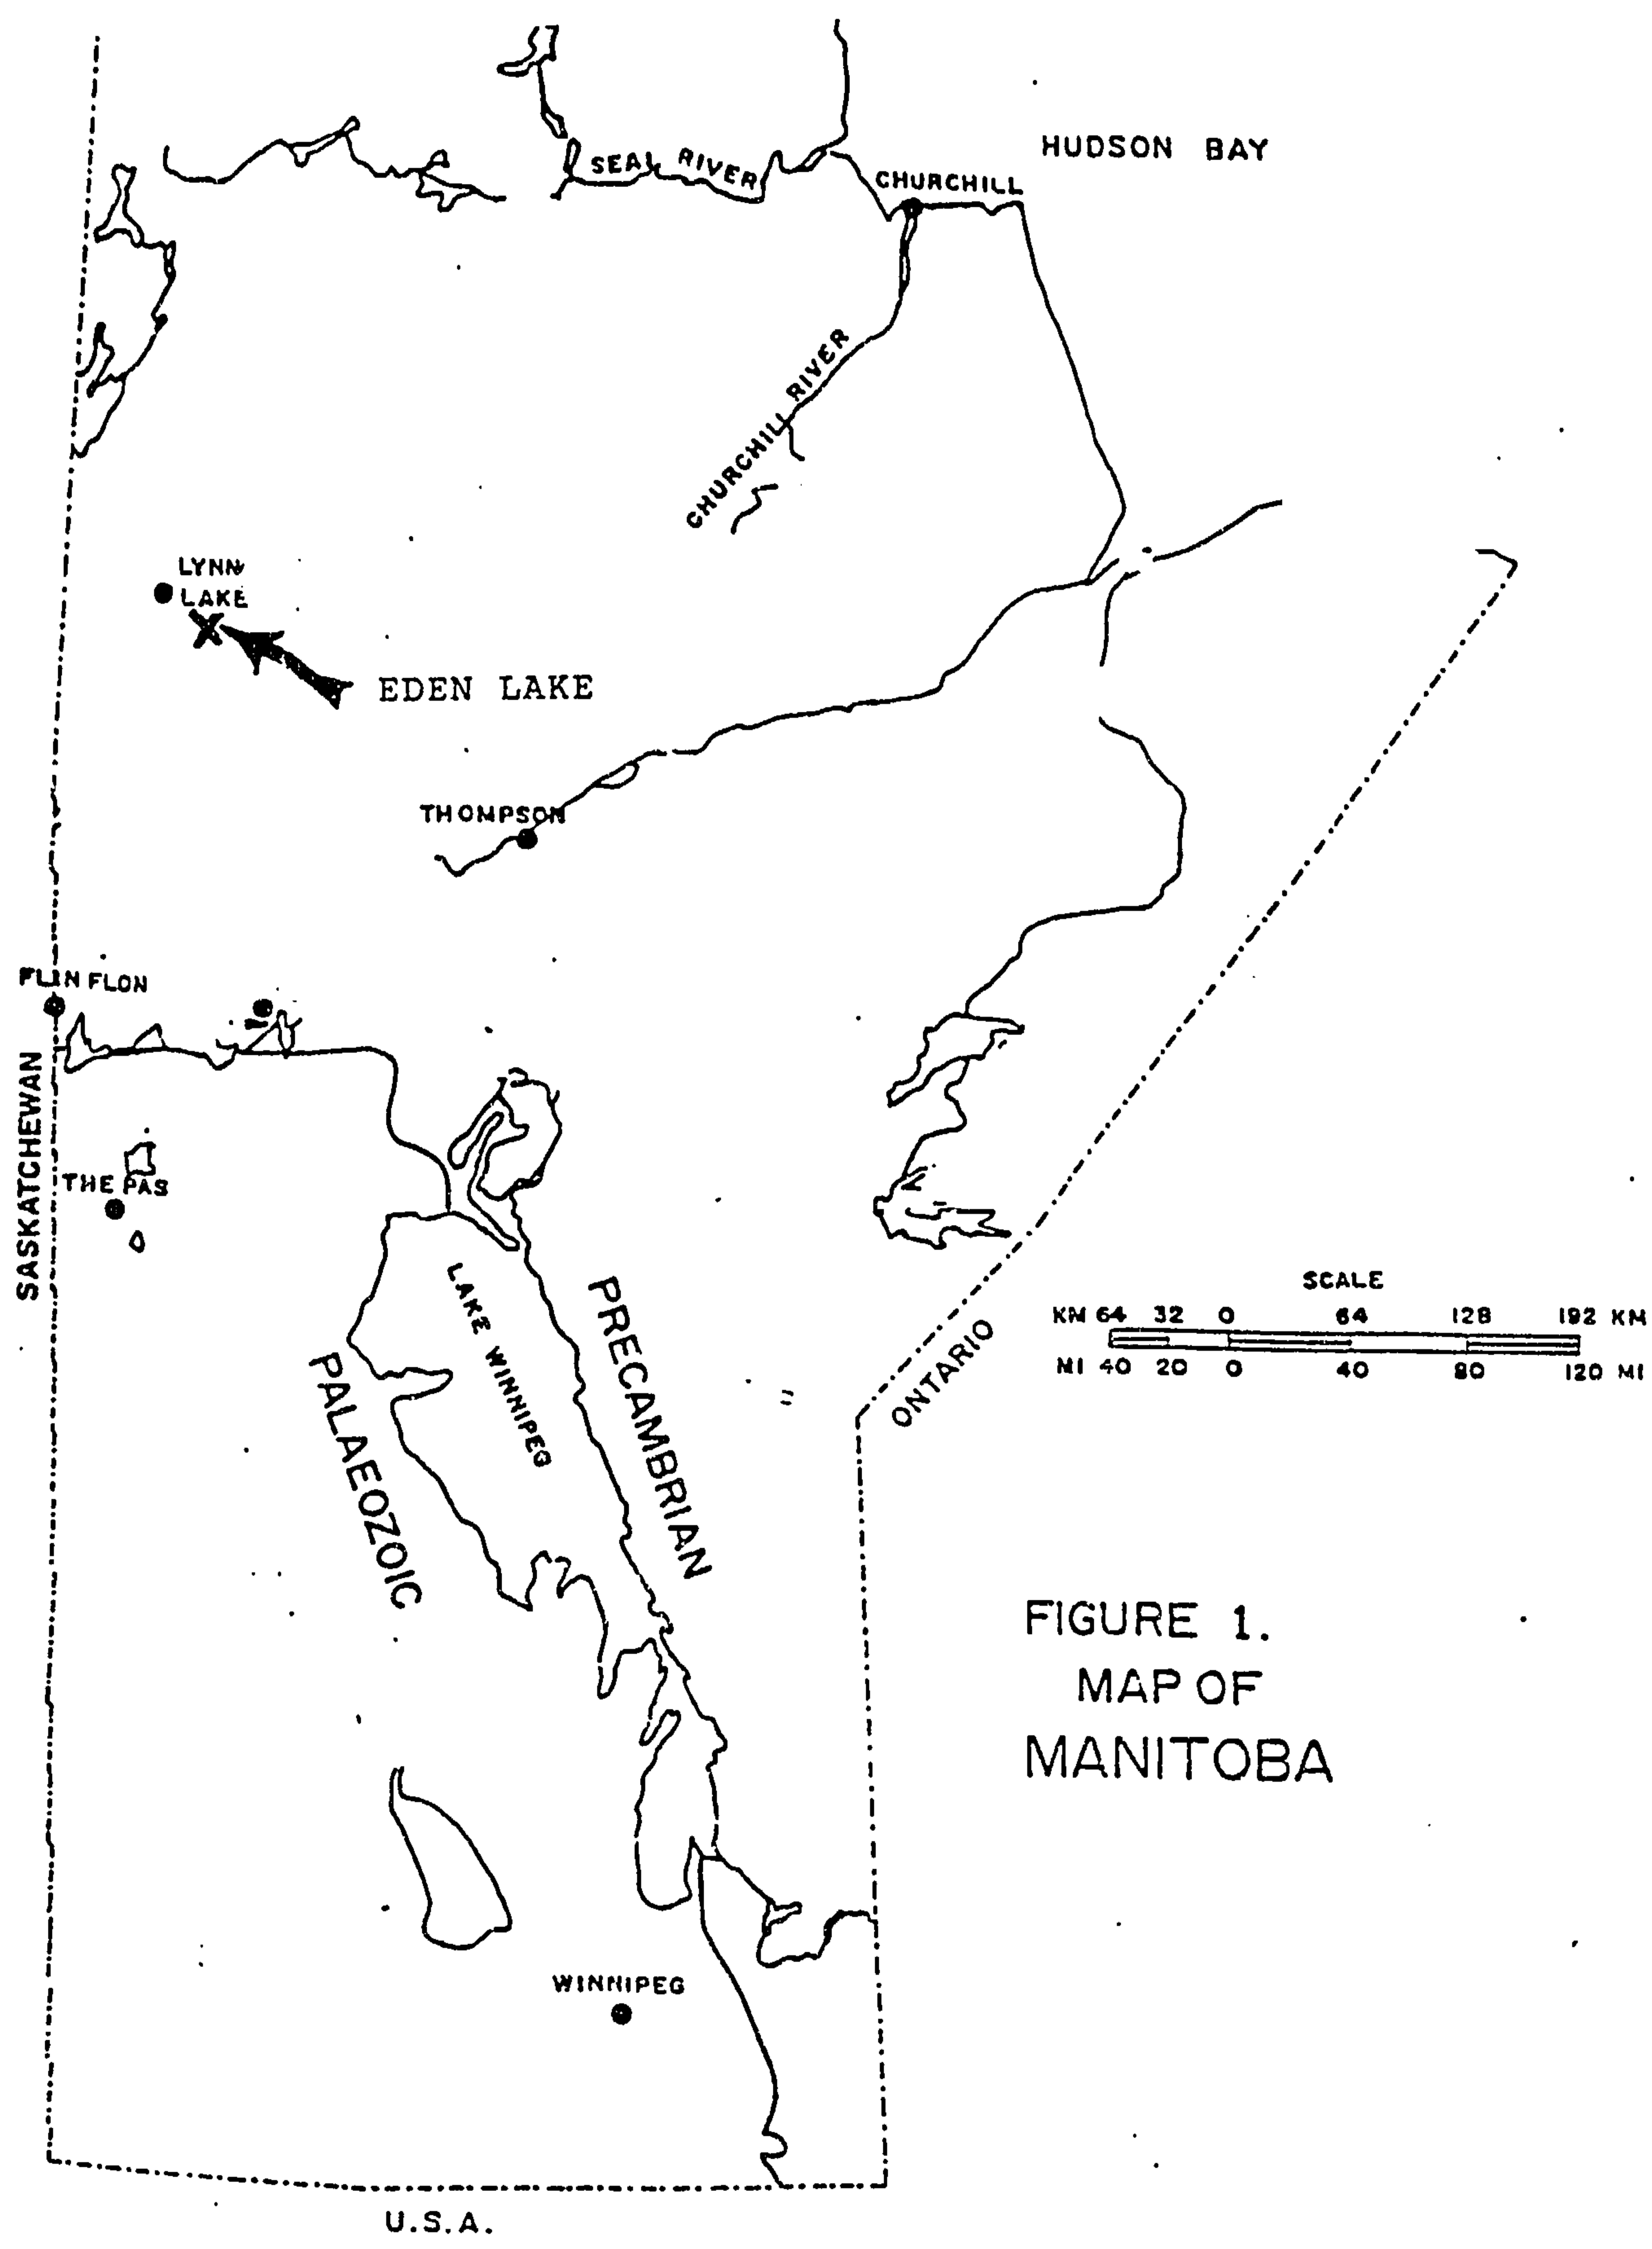 HUDSON BAY
SEAL RIVER
CHURCHILL
CHURCHILL RIVER
LYNN
LAKE
EDEN LAKE
THOMPSON
FLIN FLON
SASKATCHEWAN
THE PAS
LAKE WINNIPEG
PRECAMBRIAN
PALAEOZOIC
SCALE
KM 64 32 0 64 128 192 KM
MI 40 20 0 40 80 120 MI
ONTARIO
FIGURE 1.
MAP OF
MANITOBA
WINNIPEG
U.S.A.